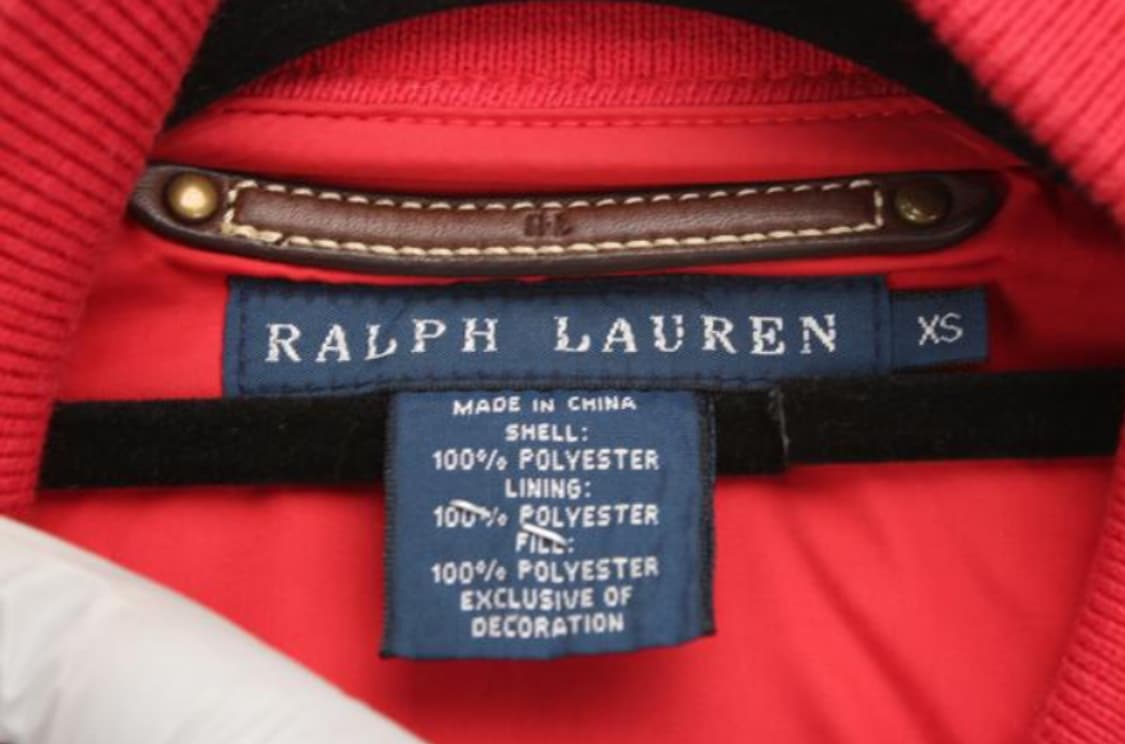 RALPH LAUREN XS
MADE IN CHINA
SHELL:
100% POLYESTER
LINING:
100% POLYESTER
FILL:
100% POLYESTER
EXCLUSIVE OF
DECORATION